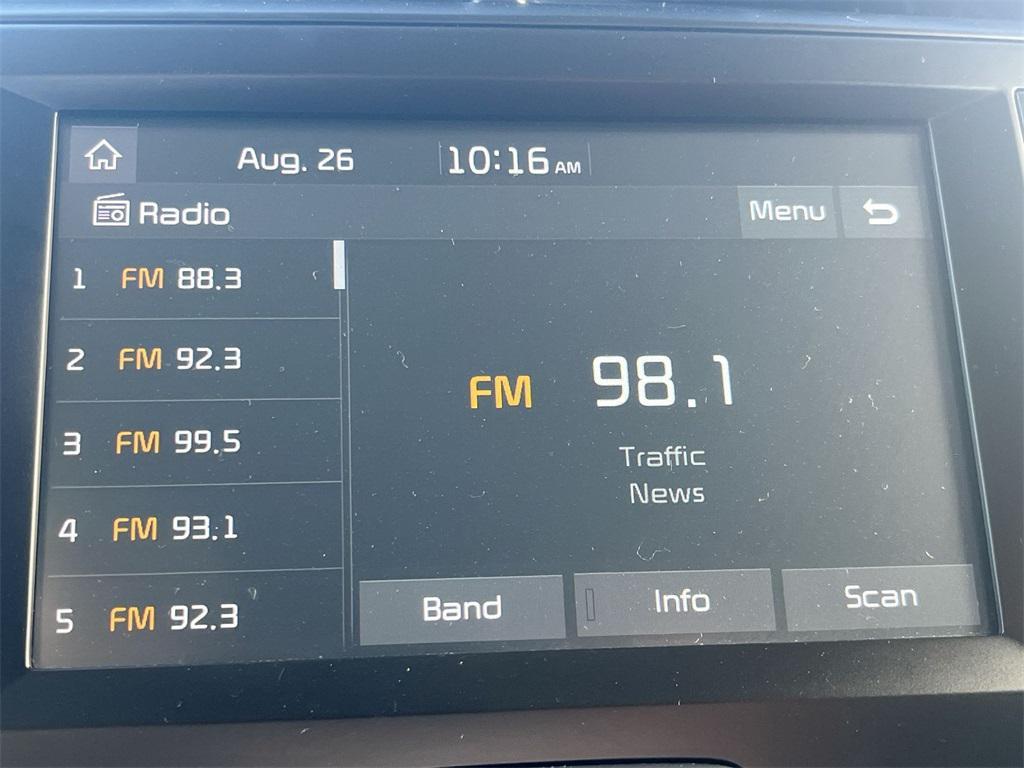 Aug. 26 10:16 AM
Radio Menu
1 FM 88.3
2 FM 92.3
3 FM 99.5
4 FM 93.1
5 FM 92.3
FM 98.1
Traffic
News
Band Info Scan